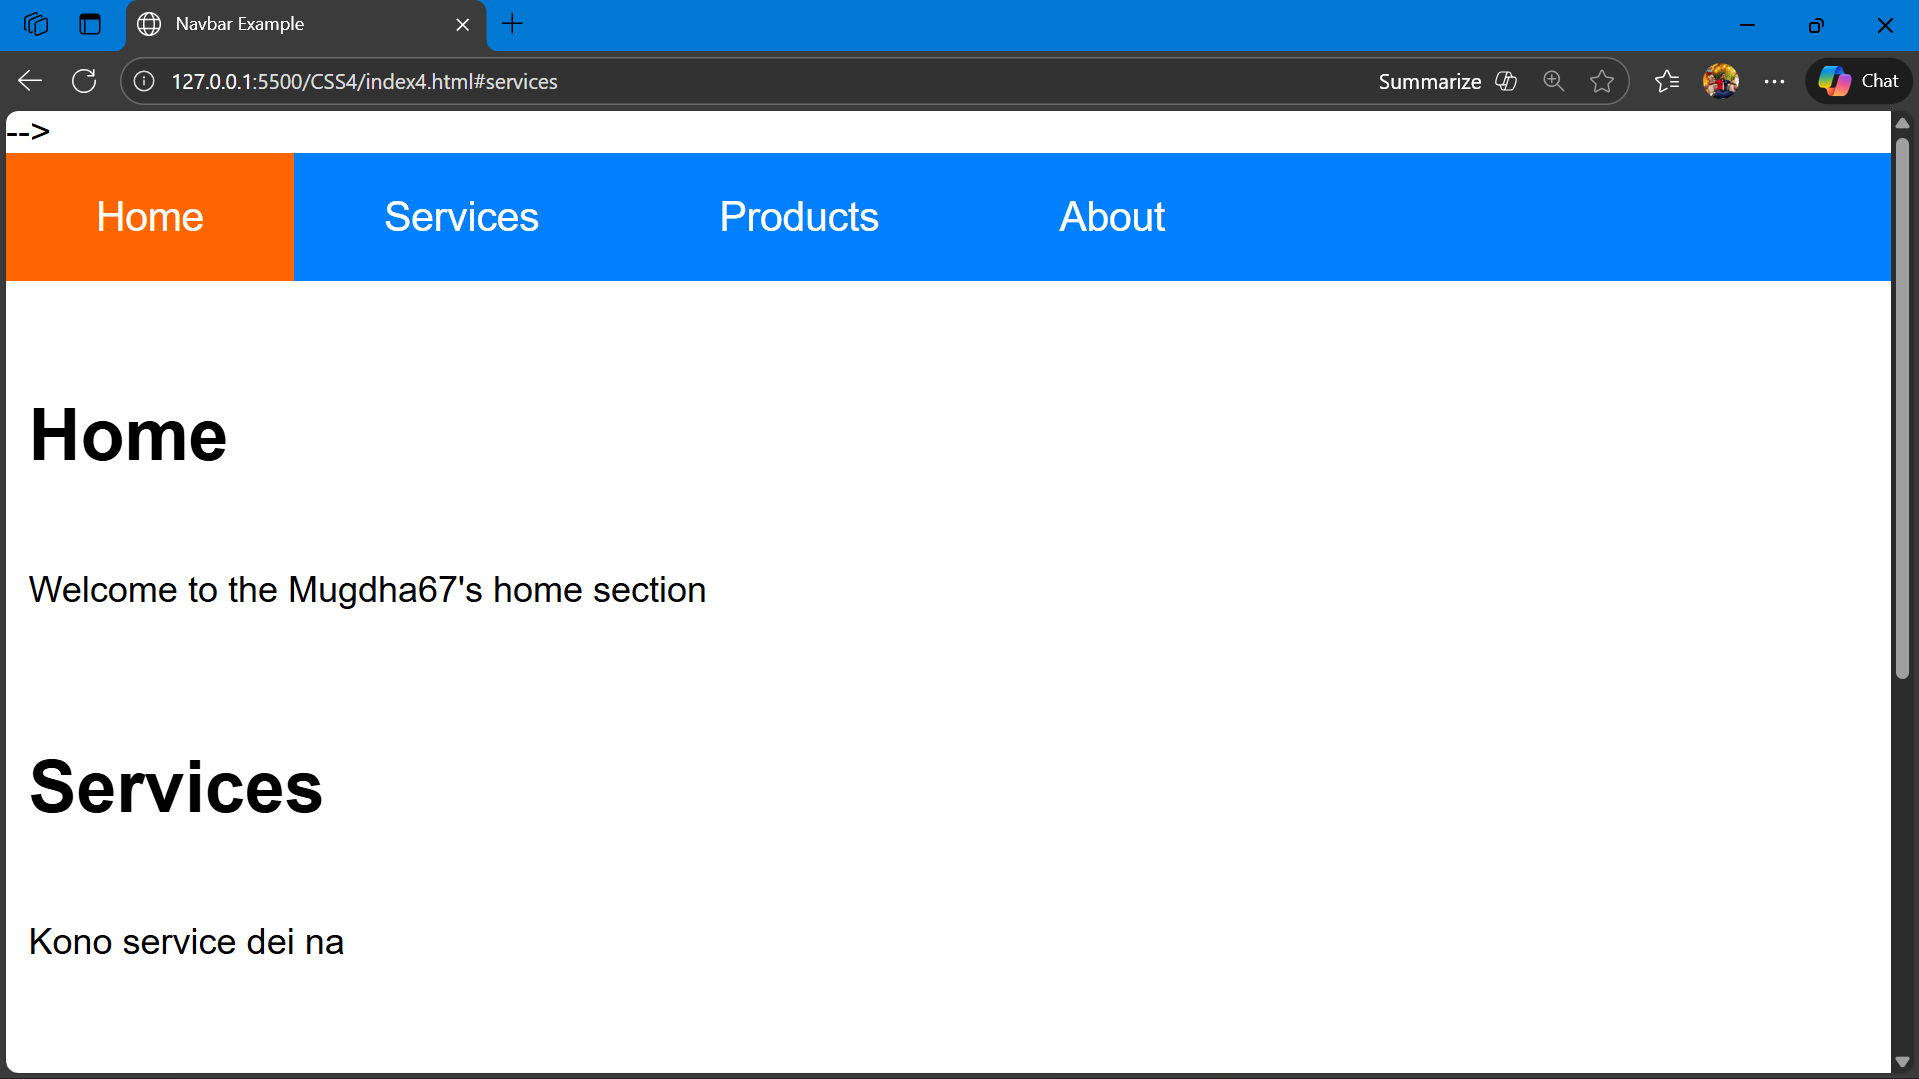 Navbar Example
127.0.0.1:5500/CSS4/index4.html#services
Summarize
Chat
-->
Home Services Products About
Home
Welcome to the Mugdha67's home section
Services
Kono service dei na